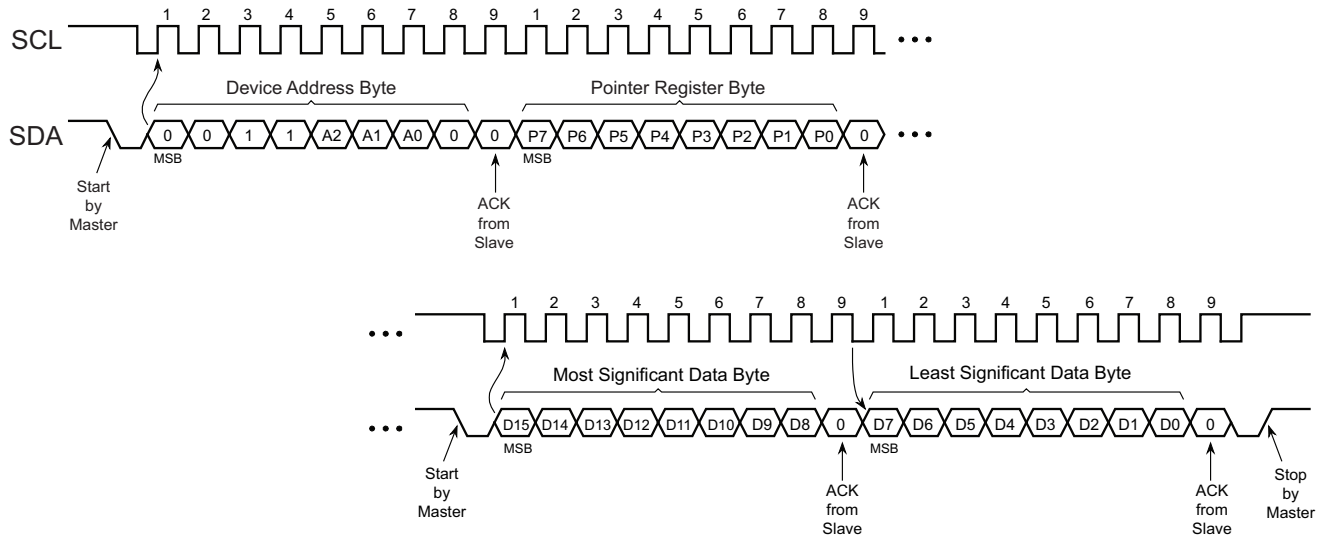 1 2 3 4 5 6 7 8 9 1 2 3 4 5 6 7 8 9
SCL
Device Address Byte Pointer Register Byte
SDA 0 0 1 1 A2 A1 A0 0 0 P7 P6 P5 P4 P3 P2 P1 P0 0
MSB MSB
Start
by
Master
ACK
from
Slave
ACK
from
Slave
1 2 3 4 5 6 7 8 9 1 2 3 4 5 6 7 8 9
Most Significant Data Byte Least Significant Data Byte
D15 D14 D13 D12 D11 D10 D9 D8 0 D7 D6 D5 D4 D3 D2 D1 D0 0
MSB MSB
Start
by
Master
ACK
from
Slave
ACK
from
Slave
Stop
by
Master